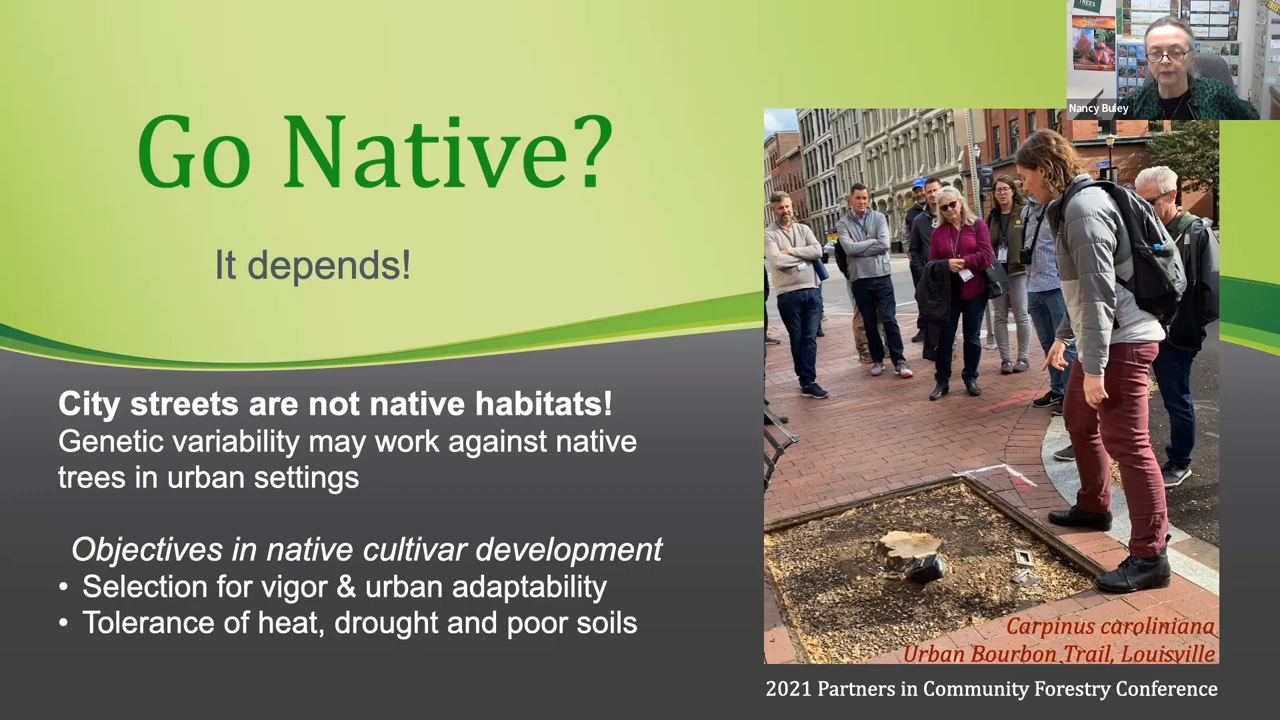 TREES
Nancy Buley
Go Native?
It depends!
City streets are not native habitats!
Genetic variability may work against native
trees in urban settings
Objectives in native cultivar development
• Selection for vigor & urban adaptability
• Tolerance of heat, drought and poor soils
Carpinus caroliniana
Urban Bourbon Trail, Louisville
2021 Partners in Community Forestry Conference